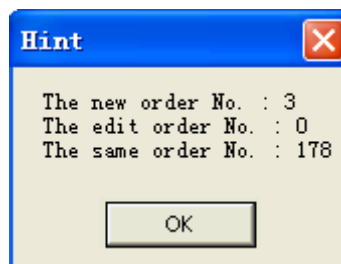 Hint
The new order No. : 3
The edit order No. : 0
The same order No. : 178
OK